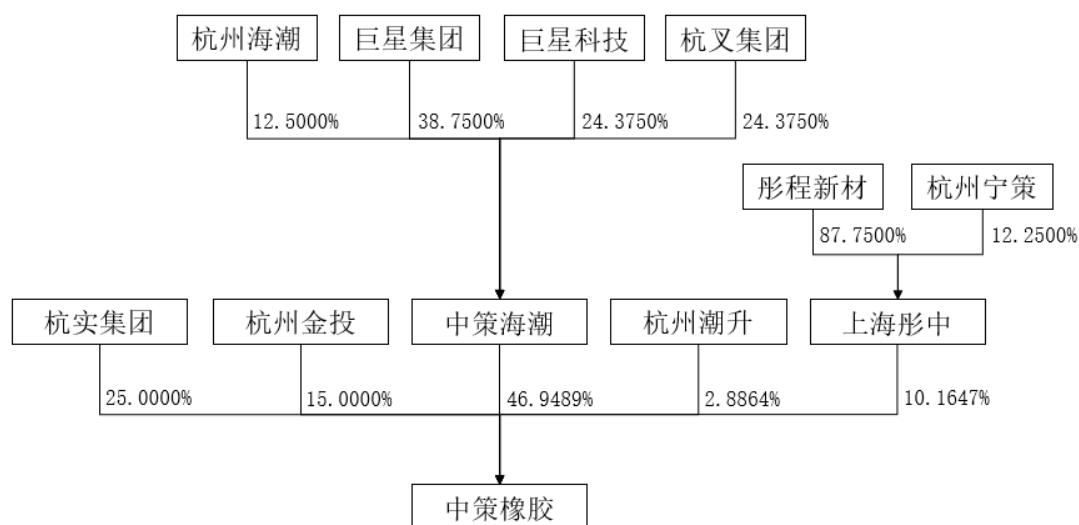 杭州海潮 巨星集团 巨星科技 杭叉集团
12.5000% 38.7500% 24.3750% 24.3750%
彤程新材 杭州宁策
87.7500% 12.2500%
杭实集团 杭州金投 中策海潮 杭州潮升 上海彤中
25.0000% 15.0000% 46.9489% 2.8864% 10.1647%
中策橡胶